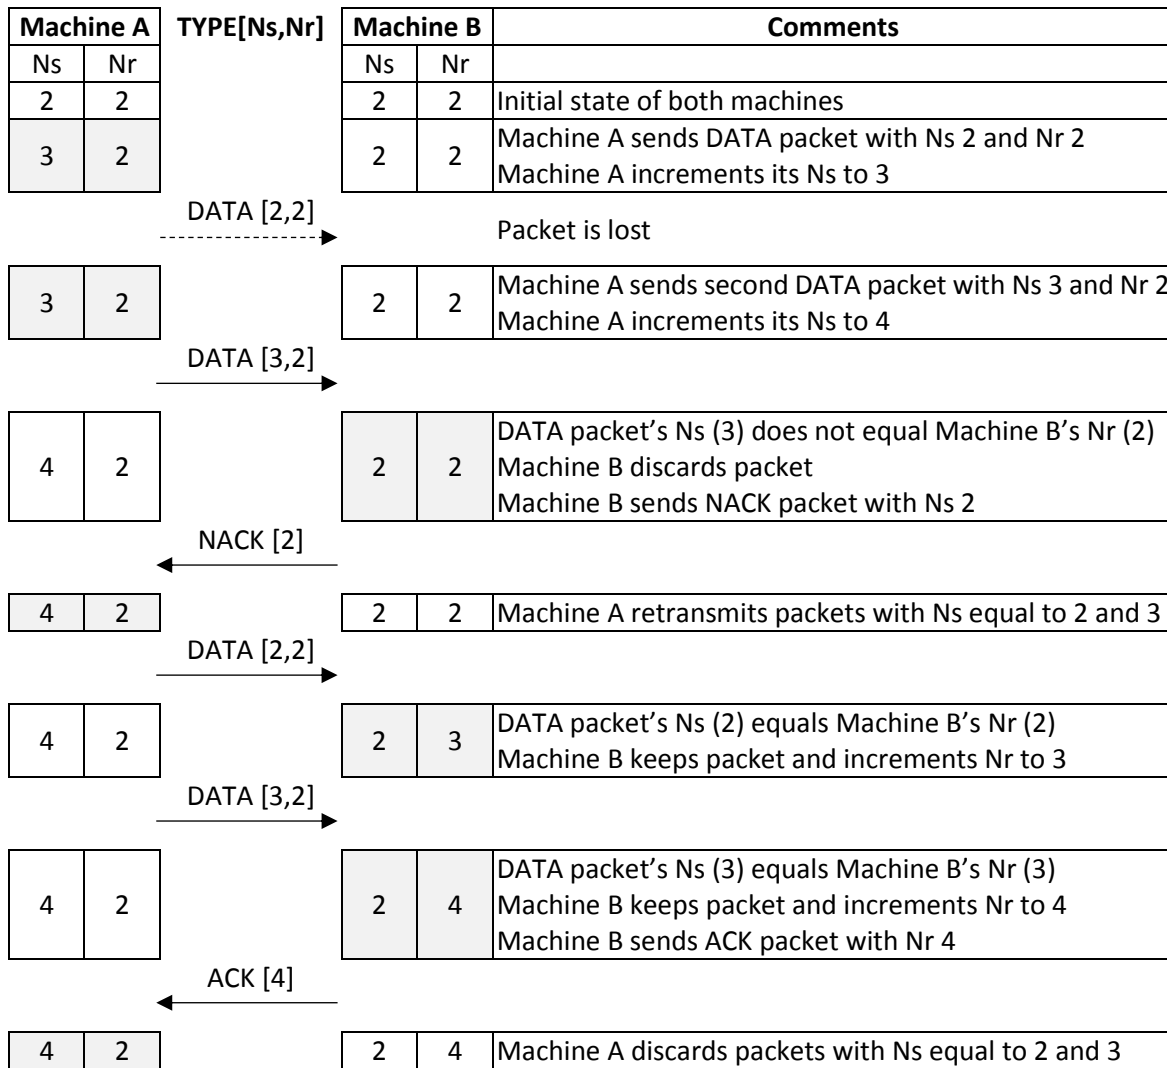 Machine A TYPE[Ns,Nr] Machine B Comments
Ns Nr Ns Nr
2 2 2 2 Initial state of both machines
3 2 2 2 Machine A sends DATA packet with Ns 2 and Nr 2
Machine A increments its Ns to 3
DATA [2,2]
Packet is lost
3 2 2 2 Machine A sends second DATA packet with Ns 3 and Nr 2
Machine A increments its Ns to 4
DATA [3,2]
DATA packet’s Ns (3) does not equal Machine B’s Nr (2)
4 2 2 2 Machine B discards packet
Machine B sends NACK packet with Ns 2
NACK [2]
4 2 2 2 Machine A retransmits packets with Ns equal to 2 and 3
DATA [2,2]
4 2 2 3 DATA packet’s Ns (2) equals Machine B’s Nr (2)
Machine B keeps packet and increments Nr to 3
DATA [3,2]
DATA packet’s Ns (3) equals Machine B’s Nr (3)
4 2 2 4 Machine B keeps packet and increments Nr to 4
Machine B sends ACK packet with Nr 4
ACK [4]
4 2 2 4 Machine A discards packets with Ns equal to 2 and 3